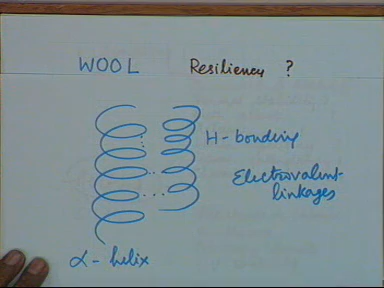 WOOL Resiliency ?
H-bonding
Electrovalent
linkages
α-helix